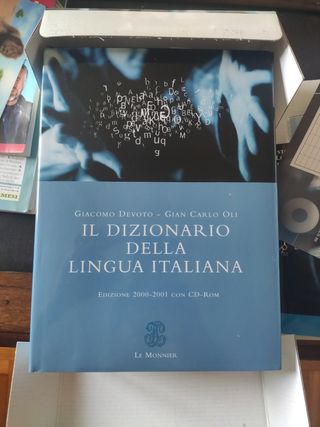 GIACOMO DEVOTO – GIAN CARLO OLI
IL DIZIONARIO
DELLA
LINGUA ITALIANA
EDIZIONE 2000-2001 CON CD-ROM
LE MONNIER